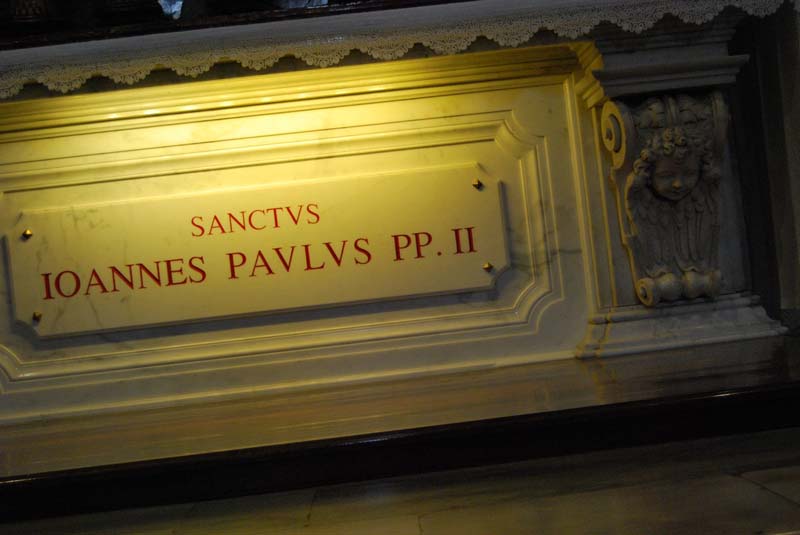 SANCTVS
IOANNES PAVLVS PP. II